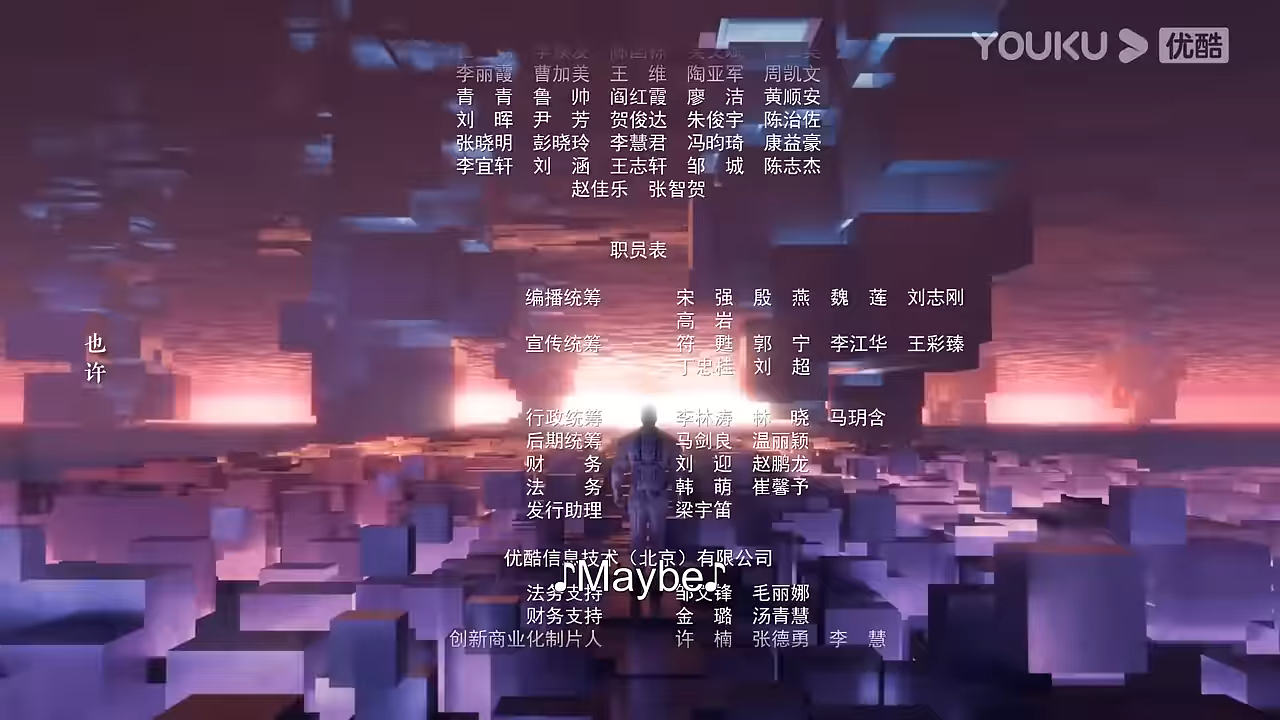 YOUKU 优酷
李丽霞 曹加美 王 维 陶亚军 周凯文
青 青 鲁 帅 阎红霞 廖 洁 黄顺安
刘 晖 尹 芳 贺俊达 朱俊宇 陈治佐
张晓明 彭晓玲 李慧君 冯昀琦 康益豪
李宜轩 刘 涵 王志轩 邹 城 陈志杰
赵佳乐 张智贺
职员表
编播统筹 宋 强 殷 燕 魏 莲 刘志刚
高 岩
宣传统筹 符 甦 郭 宁 李江华 王彩臻
丁忠 刘 超
也许
行政统筹 李林涛 林 晓 马玥含
后期统筹 马剑良 温丽颖
财 务 刘 迎 赵鹏龙
法 务 韩 萌 崔馨予
发行助理 梁宇笛
优酷信息技术（北京）有限公司
♪Maybe♪
法务支持 邹文锋 毛丽娜
财务支持 金 璐 汤青慧
创新商业化制片人 许 楠 张德勇 李 慧